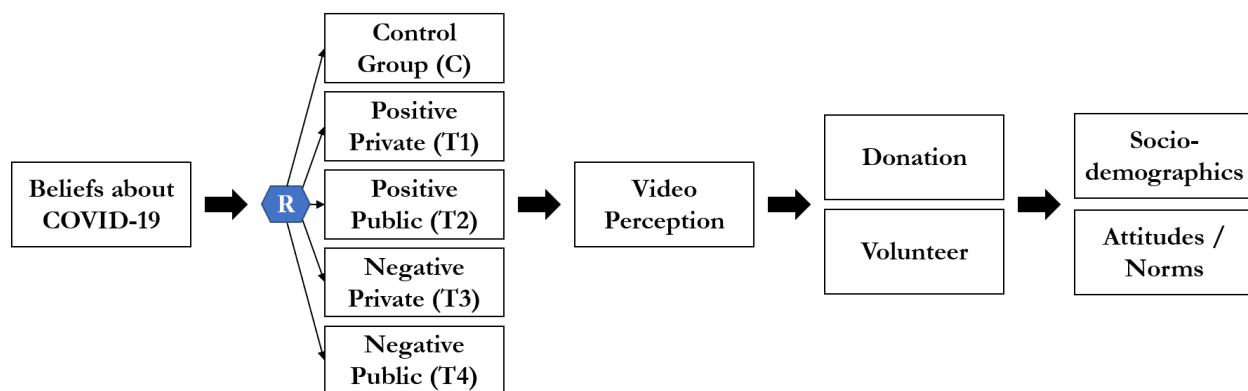 Beliefs about
COVID-19
R
Control
Group (C)
Positive
Private (T1)
Positive
Public (T2)
Negative
Private (T3)
Negative
Public (T4)
Video
Perception
Donation
Volunteer
Socio-
demographics
Attitudes /
Norms